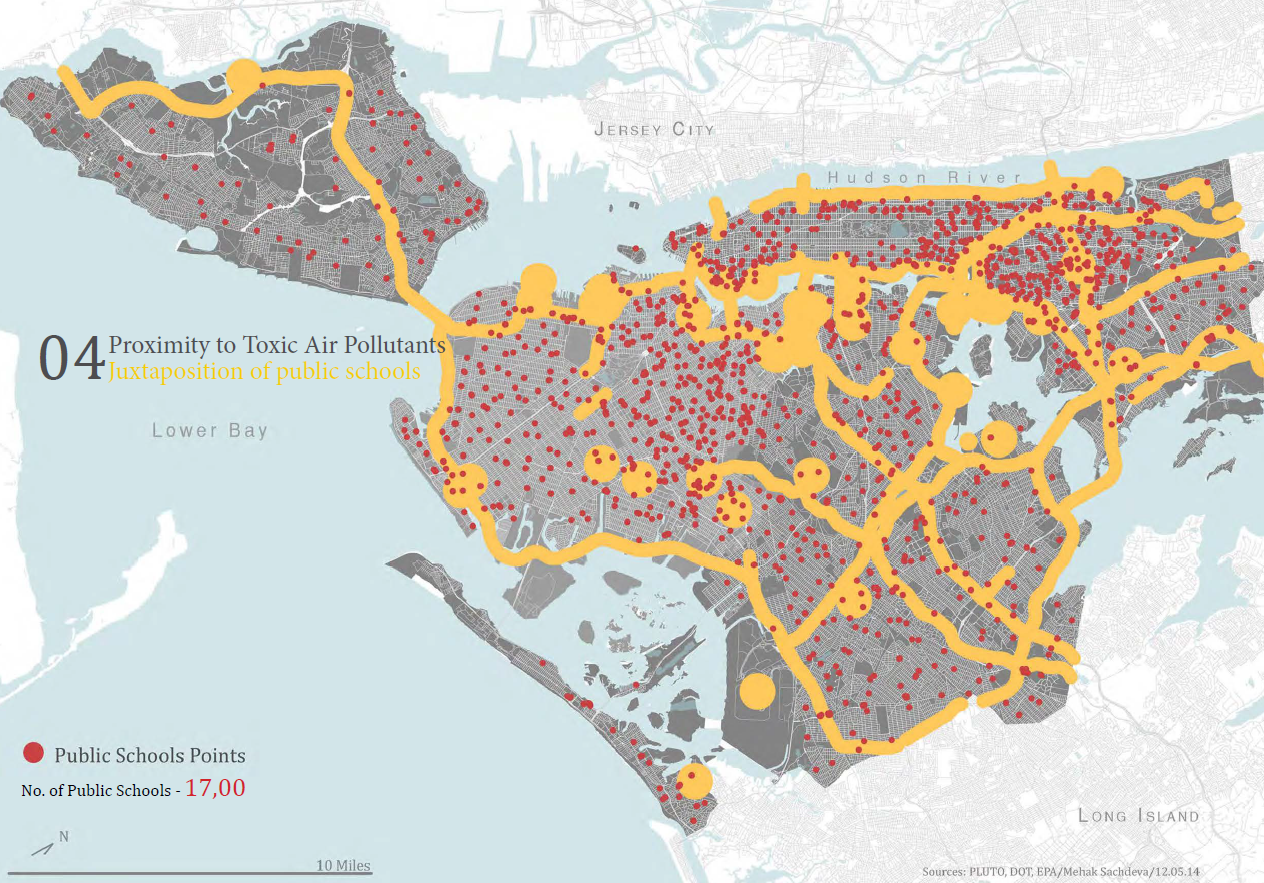 JERSEY CITY
Hudson River
04 Proximity to Toxic Air Pollutants
Juxtaposition of public schools
Lower Bay
Public Schools Points
No. of Public Schools - 17,00
N
10 Miles
LONG ISLAND
Sources: PLUTO, DOT, EPA/Mehak Sachdeva/12.05.14